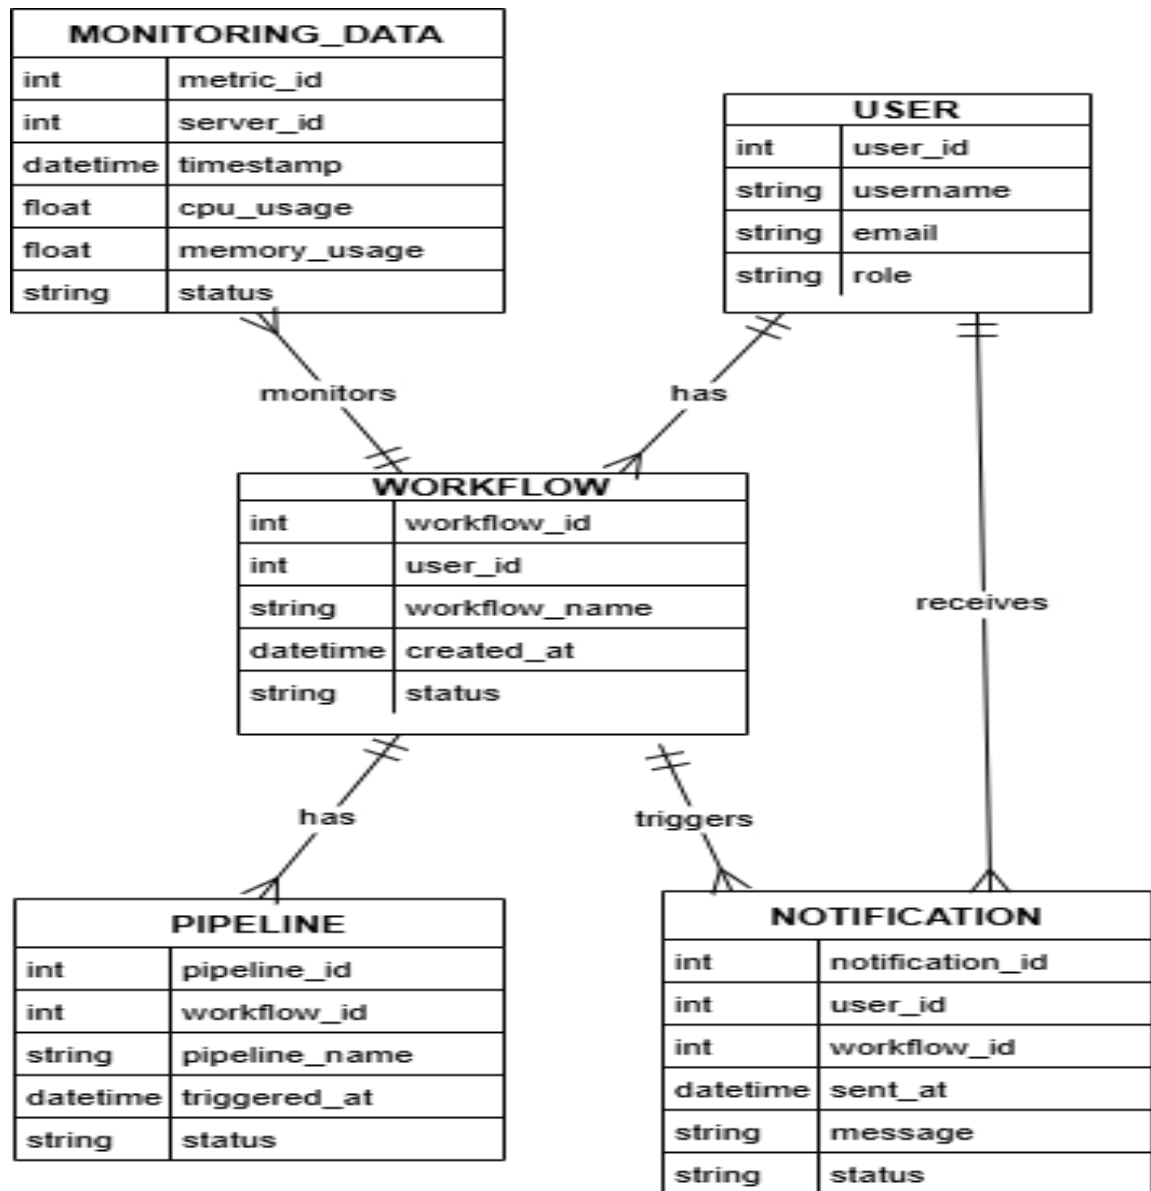 MONITORING_DATA
int metric_id
int server_id
datetime timestamp
float cpu_usage
float memory_usage
string status
USER
int user_id
string username
string email
string role
monitors
has
WORKFLOW
int workflow_id
int user_id
string workflow_name
datetime created_at
string status
receives
has
triggers
PIPELINE
int pipeline_id
int workflow_id
string pipeline_name
datetime triggered_at
string status
NOTIFICATION
int notification_id
int user_id
int workflow_id
datetime sent_at
string message
string status